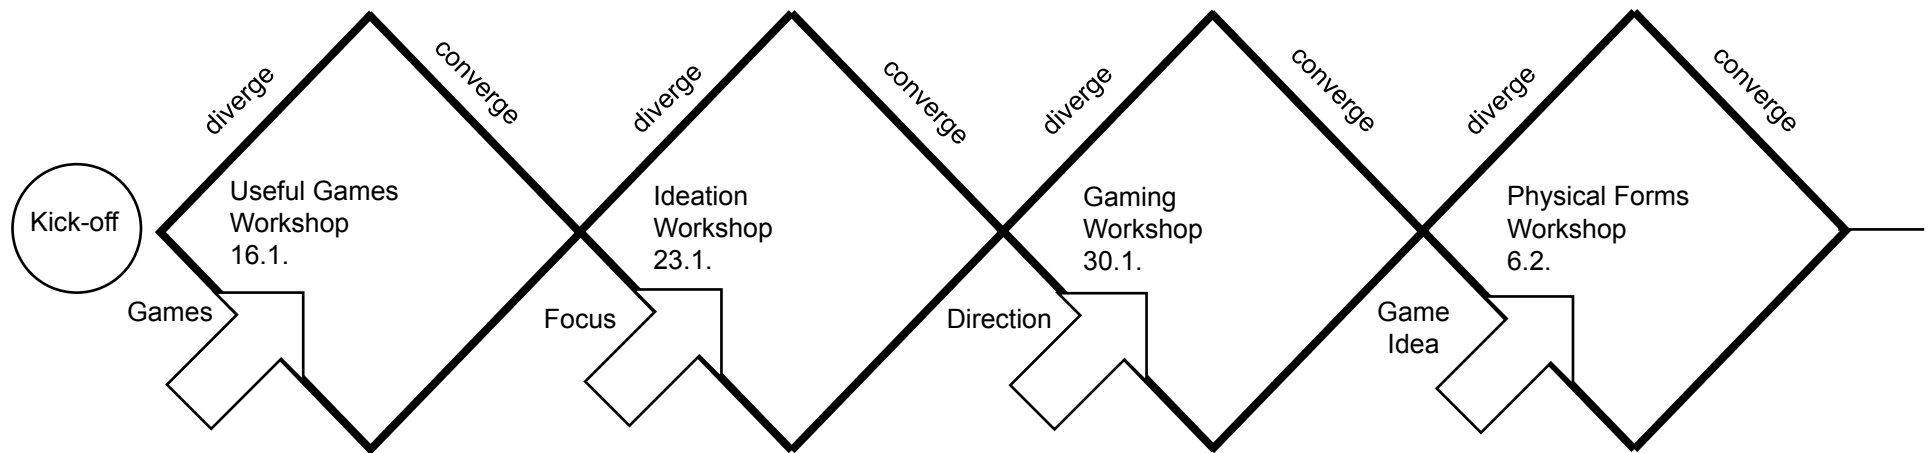 Kick-off
diverge
converge
Useful Games
Workshop
16.1.
Games
diverge
converge
Ideation
Workshop
23.1.
Focus
diverge
converge
Gaming
Workshop
30.1.
Direction
diverge
converge
Physical Forms
Workshop
6.2.
Game
Idea